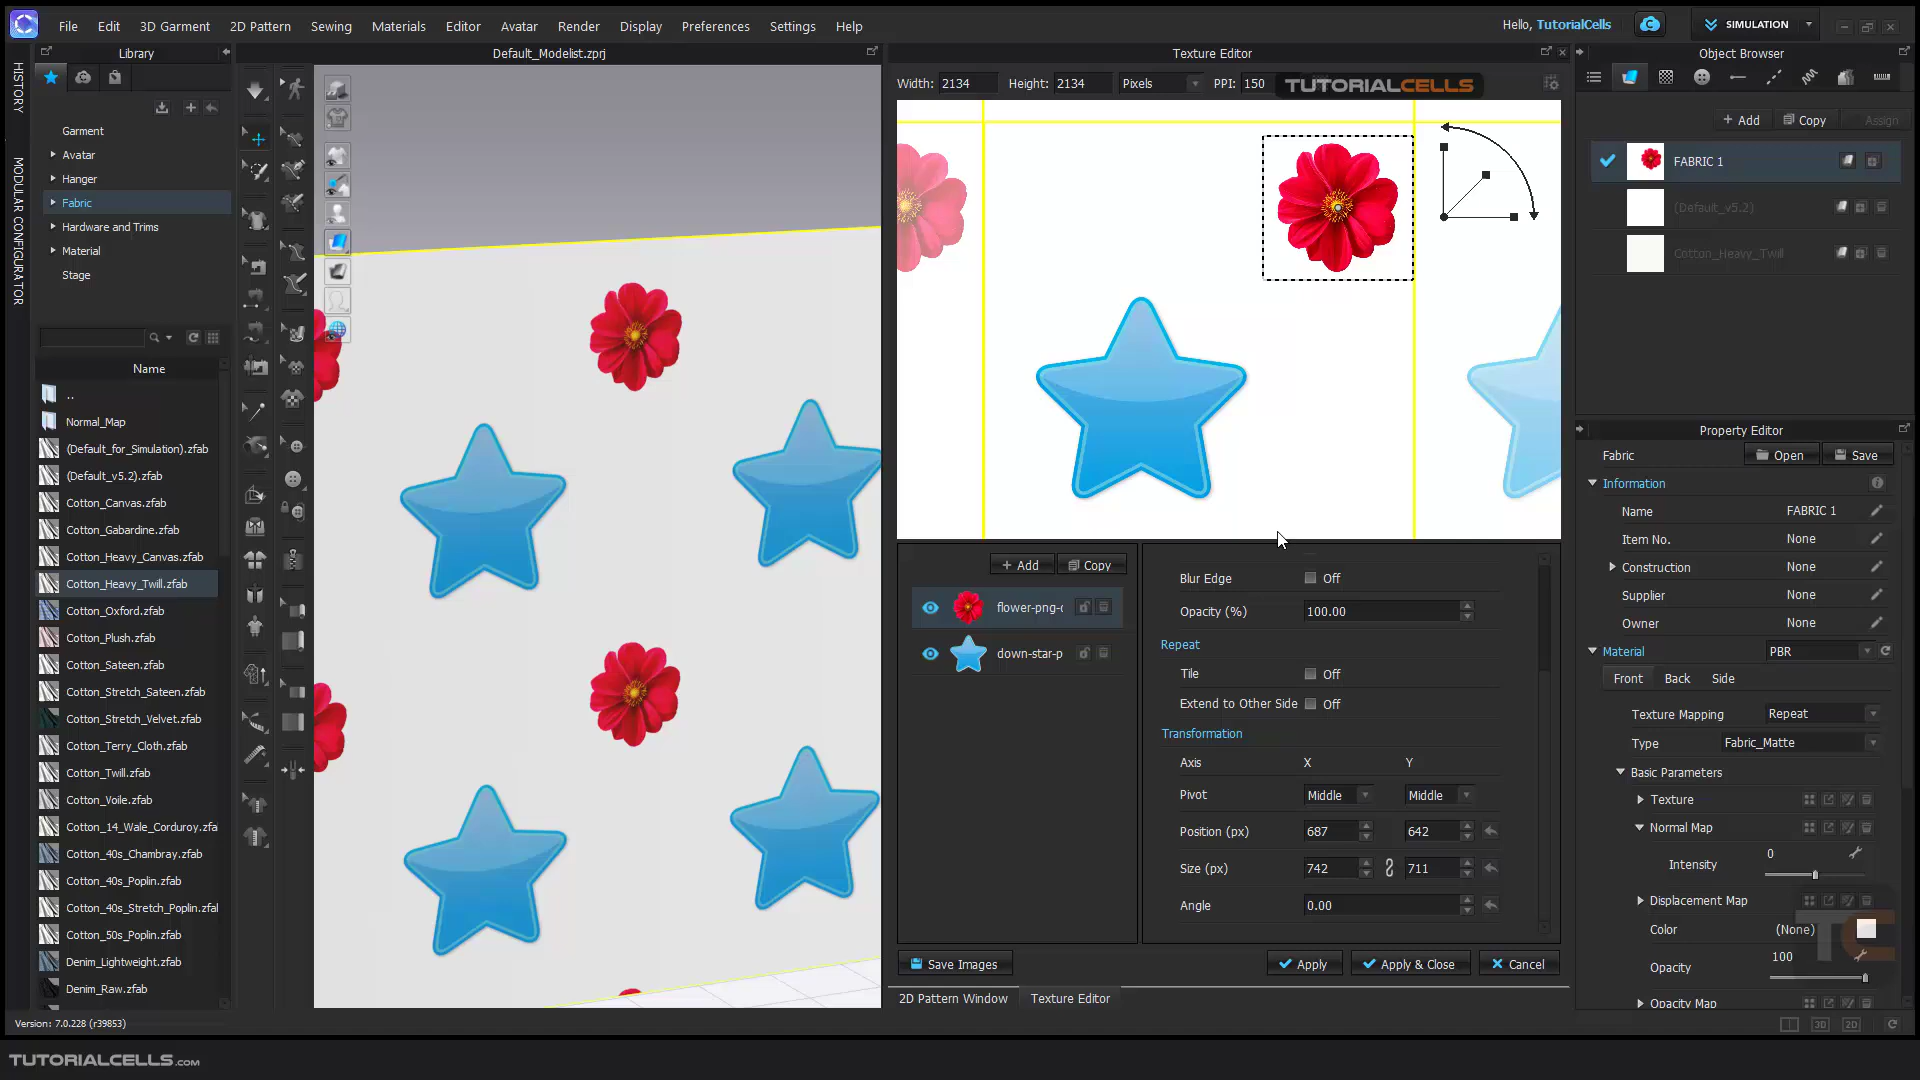 File Edit 3D Garment 2D Pattern Sewing Materials Editor Avatar Render Display Preferences Settings Help
Hello, TutorialCells
SIMULATION
HISTORY
MODULAR CONFIGURATOR
Library
Garment
Avatar
Hanger
Fabric
Hardware and Trims
Material
Stage
Name
..
Normal_Map
(Default_for_Simulation).zfab
(Default_v5.2).zfab
Cotton_Canvas.zfab
Cotton_Gabardine.zfab
Cotton_Heavy_Canvas.zfab
Cotton_Heavy_Twill.zfab
Cotton_Oxford.zfab
Cotton_Plush.zfab
Cotton_Sateen.zfab
Cotton_Stretch_Sateen.zfab
Cotton_Stretch_Velvet.zfab
Cotton_Terry_Cloth.zfab
Cotton_Twill.zfab
Cotton_Voile.zfab
Cotton_14_Wale_Corduroy.zfa
Cotton_40s_Chambray.zfab
Cotton_40s_Poplin.zfab
Cotton_40s_Stretch_Poplin.zfal
Cotton_50s_Poplin.zfab
Denim_Lightweight.zfab
Denim_Raw.zfab
Version: 7.0.228 (r39853)
TUTORIALCELLS.COM
Default_Modelist.zprj
Texture Editor
Width: 2134 Height: 2134 Pixels PPI: 150
TUTORIALCELLS
+ Add Copy
flower-png-c
down-star-p
Blur Edge Off
Opacity (%) 100.00
Repeat
Tile Off
Extend to Other Side Off
Transformation
Axis X Y
Pivot Middle Middle
Position (px) 687 642
Size (px) 742 711
Angle 0.00
Save Images Apply Apply & Close Cancel
2D Pattern Window Texture Editor
Object Browser
+ Add Copy Assign
FABRIC 1
(Default_v5.2)
Cotton_Heavy_Twill
Property Editor
Fabric Open Save
Information
Name FABRIC 1
Item No. None
Construction None
Supplier None
Owner None
Material PBR
Front Back Side
Texture Mapping Repeat
Type Fabric_Matte
Basic Parameters
Texture
Normal Map
Intensity 0
Displacement Map
Color (None)
Opacity 100
Opacity Map
TC
3D 2D